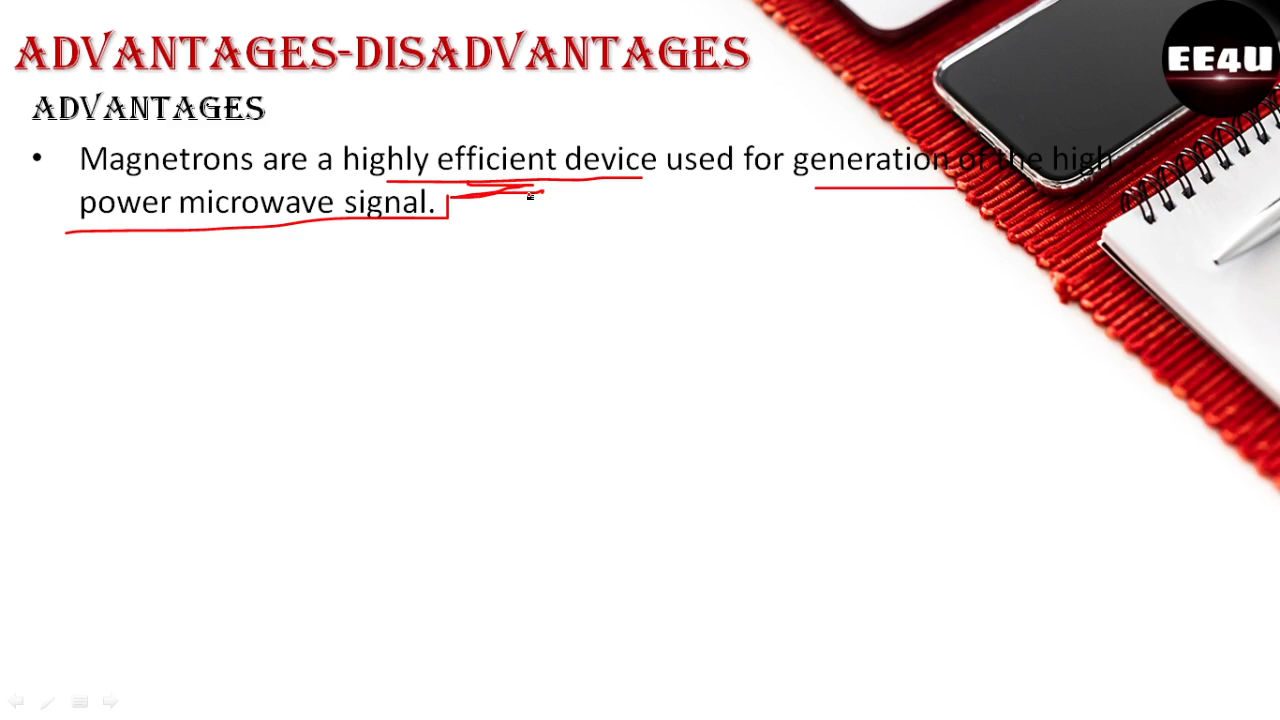 ADVANTAGES-DISADVANTAGES
EE4U
ADVANTAGES
• Magnetrons are a highly efficient device used for generation of the high
power microwave signal.